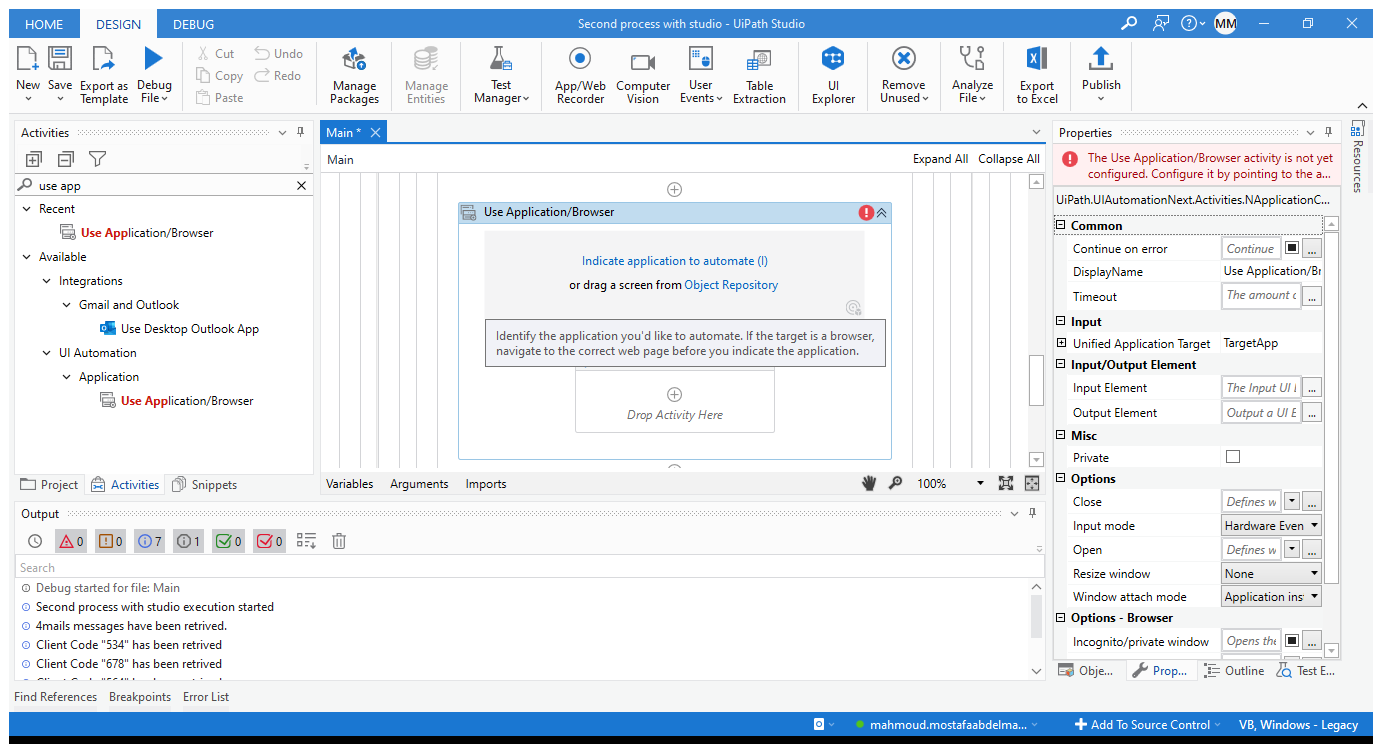 HOME DESIGN DEBUG Second process with studio - UiPath Studio MM
New Save Export as Template Debug File Cut Copy Paste Undo Redo Manage Packages Manage Entities Test Manager App/Web Recorder Computer Vision User Events Table Extraction UI Explorer Remove Unused Analyze File Export to Excel Publish
Activities
use app
Recent
Use Application/Browser
Available
Integrations
Gmail and Outlook
Use Desktop Outlook App
UI Automation
Application
Use Application/Browser
Project Activities Snippets
Main *
Main Expand All Collapse All
Use Application/Browser
Indicate application to automate (I)
or drag a screen from Object Repository
Identify the application you'd like to automate. If the target is a browser,
navigate to the correct web page before you indicate the application.
Drop Activity Here
Variables Arguments Imports 100%
Output
0 0 7 1 0 0
Search
Debug started for file: Main
Second process with studio execution started
4mails messages have been retrived.
Client Code "534" has been retrived
Client Code "678" has been retrived
Find References Breakpoints Error List
Properties
The Use Application/Browser activity is not yet
configured. Configure it by pointing to the a...
UiPath.UIAutomationNext.Activities.NApplicationC...
Common
Continue on error Continue ...
DisplayName Use Application/Br
Timeout The amount c ...
Input
Unified Application Target TargetApp
Input/Output Element
Input Element The Input UI ...
Output Element Output a UI E ...
Misc
Private
Options
Close Defines w ...
Input mode Hardware Even
Open Defines w ...
Resize window None
Window attach mode Application ins
Options - Browser
Incognito/private window Opens the ...
Obje... Prop... Outline Test E...
Resources
mahmoud.mostafaabdelma... Add To Source Control VB, Windows - Legacy